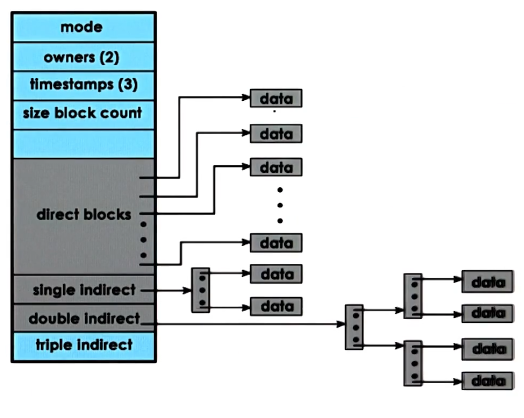 mode
owners (2)
timestamps (3)
size block count
direct blocks
single indirect
double indirect
triple indirect
data
data
data
data
data
data
data
data
data
data